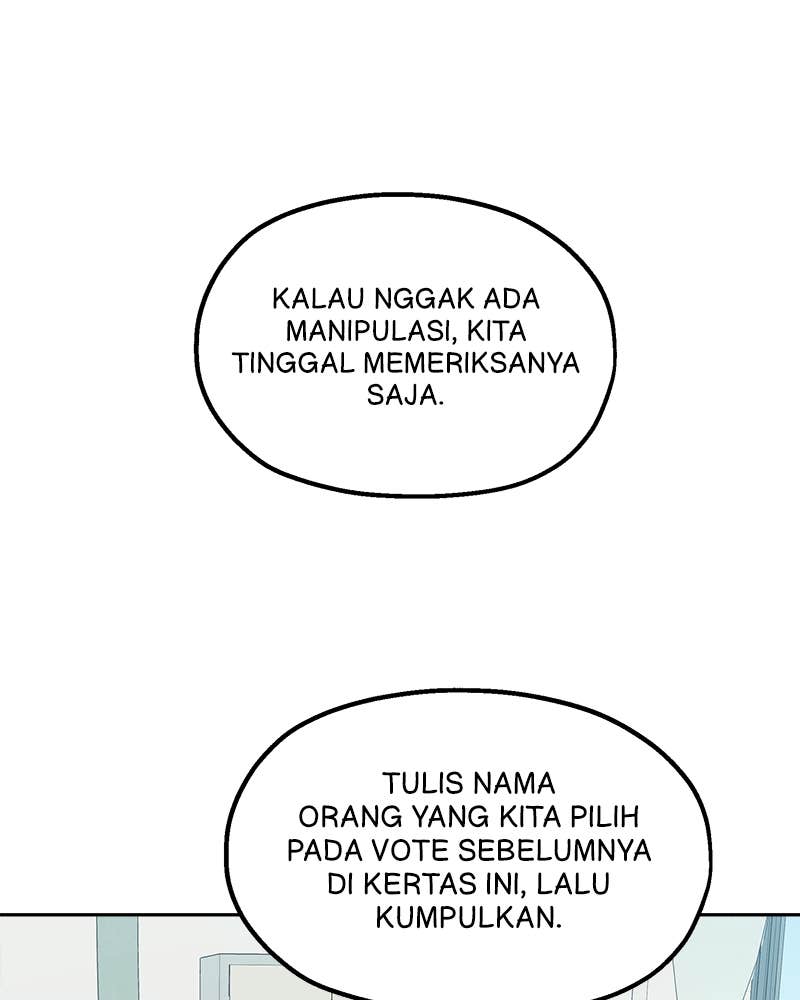 KALAU NGGAK ADA
MANIPULASI, KITA
TINGGAL MEMERIKSANYA
SAJA.
TULIS NAMA
ORANG YANG KITA PILIH
PADA VOTE SEBELUMNYA
DI KERTAS INI, LALU
KUMPULKAN.